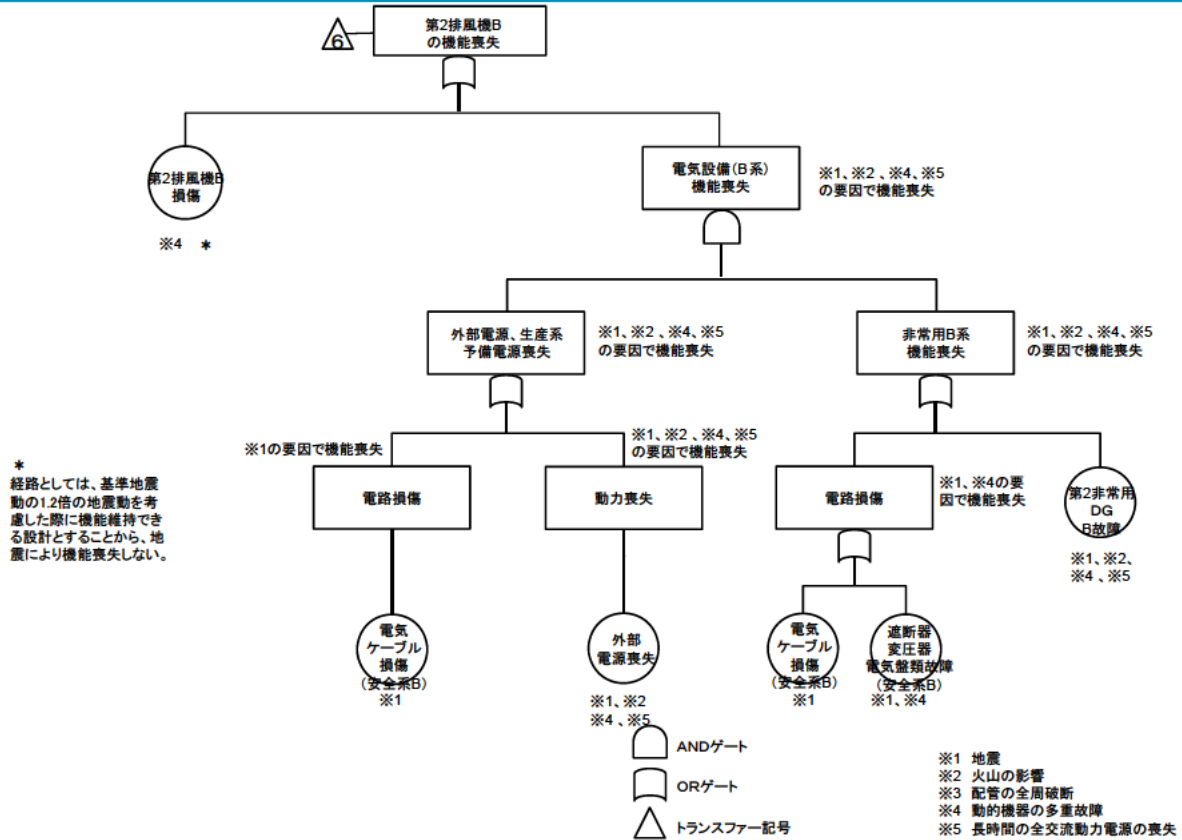 第2排風機B
の機能喪失
6
第2排風機B
損傷
※4 *
電気設備(B系)
機能喪失
※1、※2 、※4、※5
の要因で機能喪失
外部電源、生産系
予備電源喪失
※1、※2 、※4、※5
の要因で機能喪失
非常用B系
機能喪失
※1、※2 、※4、※5
の要因で機能喪失
※1の要因で機能喪失
※1、※2 、※4、※5
の要因で機能喪失
電路損傷
動力喪失
電路損傷
※1、※4の要
因で機能喪失
第2非常用
DG
B故障
※1、※2、
※4 、※5
*
経路としては、基準地震
動の1.2倍の地震動を考
慮した際に機能維持でき
る設計とすることから、地
震により機能喪失しない。
電気
ケーブル
損傷
(安全系B)
※1
外部
電源喪失
※1、※2
※4 、※5
電気
ケーブル
損傷
(安全系B)
※1
遮断器
変圧器
電気盤類故障
(安全系B)
※1、※4
ANDゲート
ORゲート
トランスファー記号
※1 地震
※2 火山の影響
※3 配管の全周破断
※4 動的機器の多重故障
※5 長時間の全交流動力電源の喪失